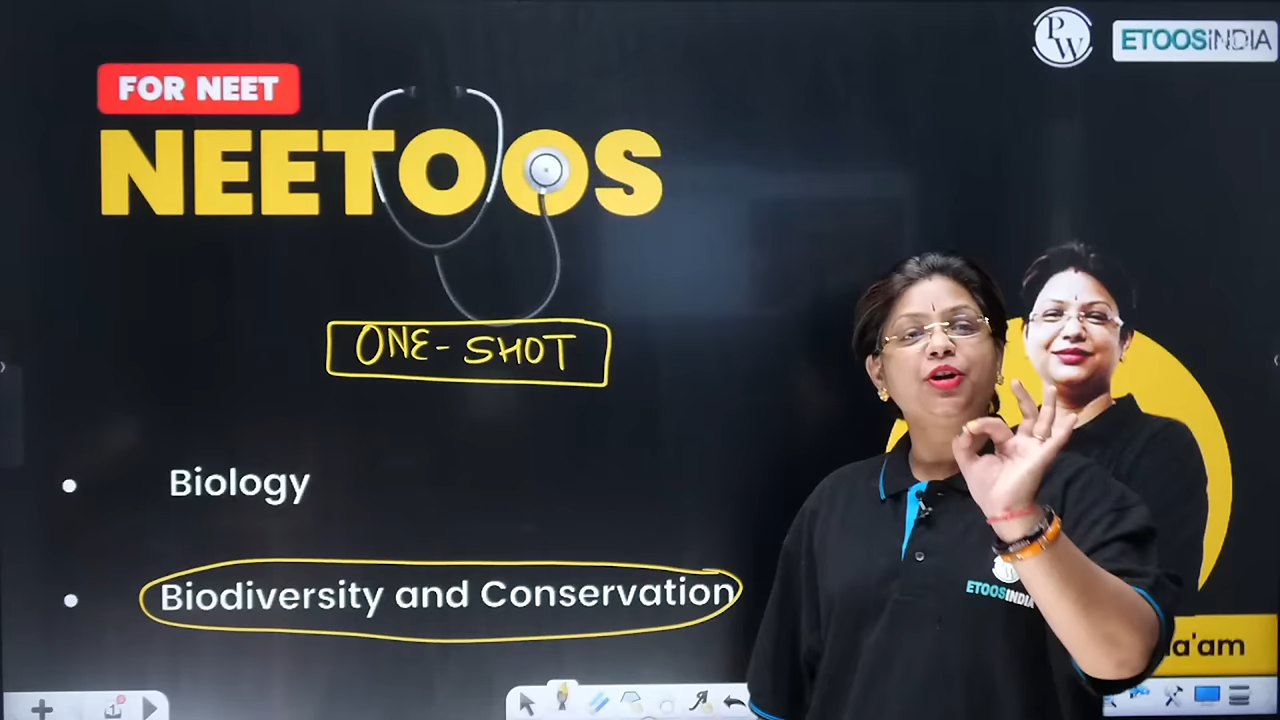 PW
ETOOSINDIA
FOR NEET
NEETOOS
ONE-SHOT
• Biology
• Biodiversity and Conservation
ETOOSINDIA